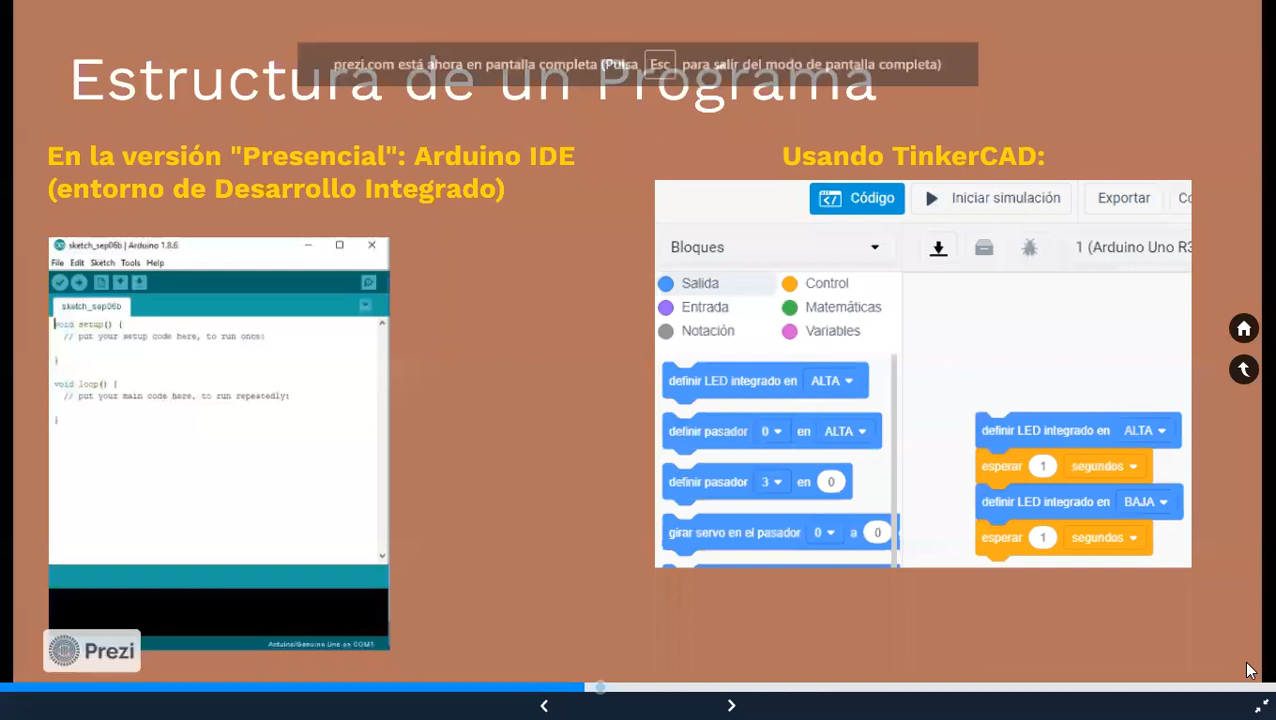 prezi.com está ahora en pantalla completa (Pulsa Esc para salir del modo de pantalla completa)
Estructura de un Programa
En la versión "Presencial": Arduino IDE
(entorno de Desarrollo Integrado)
sketch_sep06b | Arduino 1.8.6
File Edit Sketch Tools Help
sketch_sep06b
void setup() {
// put your setup code here, to run once:
}
void loop() {
// put your main code here, to run repeatedly:
}
Arduino/Genuino Uno en COM5
Prezi
Usando TinkerCAD:
Código Iniciar simulación Exportar
Bloques 1 (Arduino Uno R3
Salida Control
Entrada Matemáticas
Notación Variables
definir LED integrado en ALTA
definir pasador 0 en ALTA
definir pasador 3 en 0
girar servo en el pasador 0 a 0
definir LED integrado en ALTA
esperar 1 segundos
definir LED integrado en BAJA
esperar 1 segundos